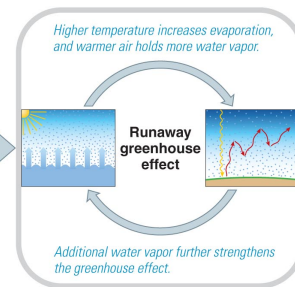 Higher temperature increases evaporation,
and warmer air holds more water vapor.
Runaway
greenhouse
effect
Additional water vapor further strengthens
the greenhouse effect.